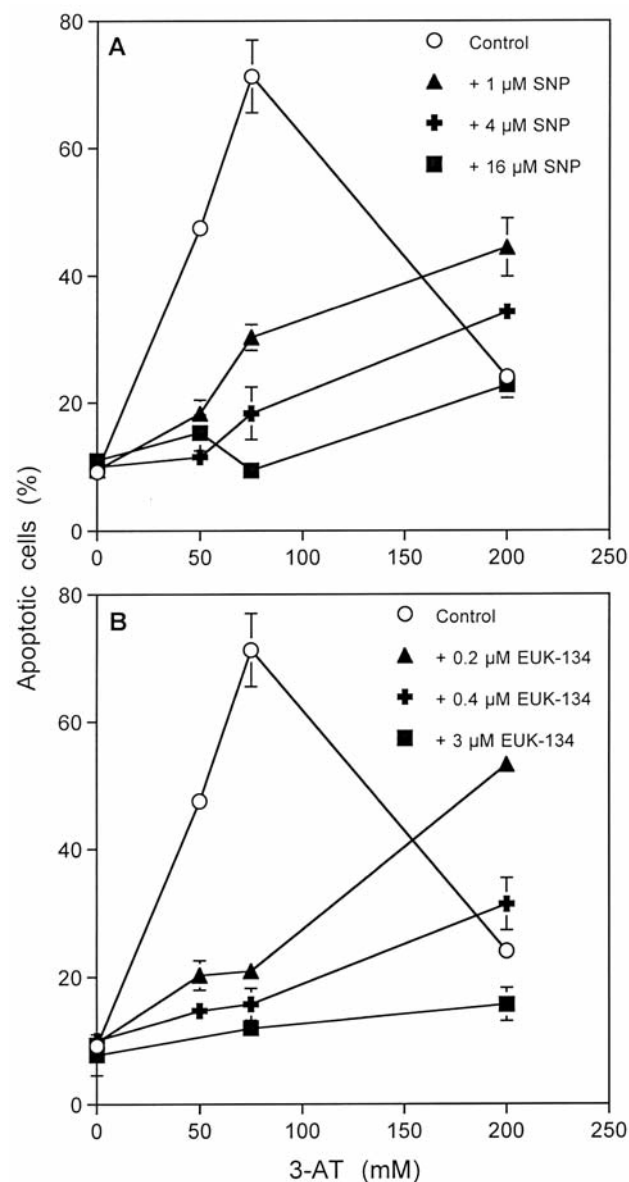 80
A
Control
+ 1 µM SNP
+ 4 µM SNP
+ 16 µM SNP
60
40
20
0
0 50 100 150 200 250
Apoptotic cells (%)
80
B
Control
+ 0.2 µM EUK-134
+ 0.4 µM EUK-134
+ 3 µM EUK-134
60
40
20
0
0 50 100 150 200 250
3-AT (mM)